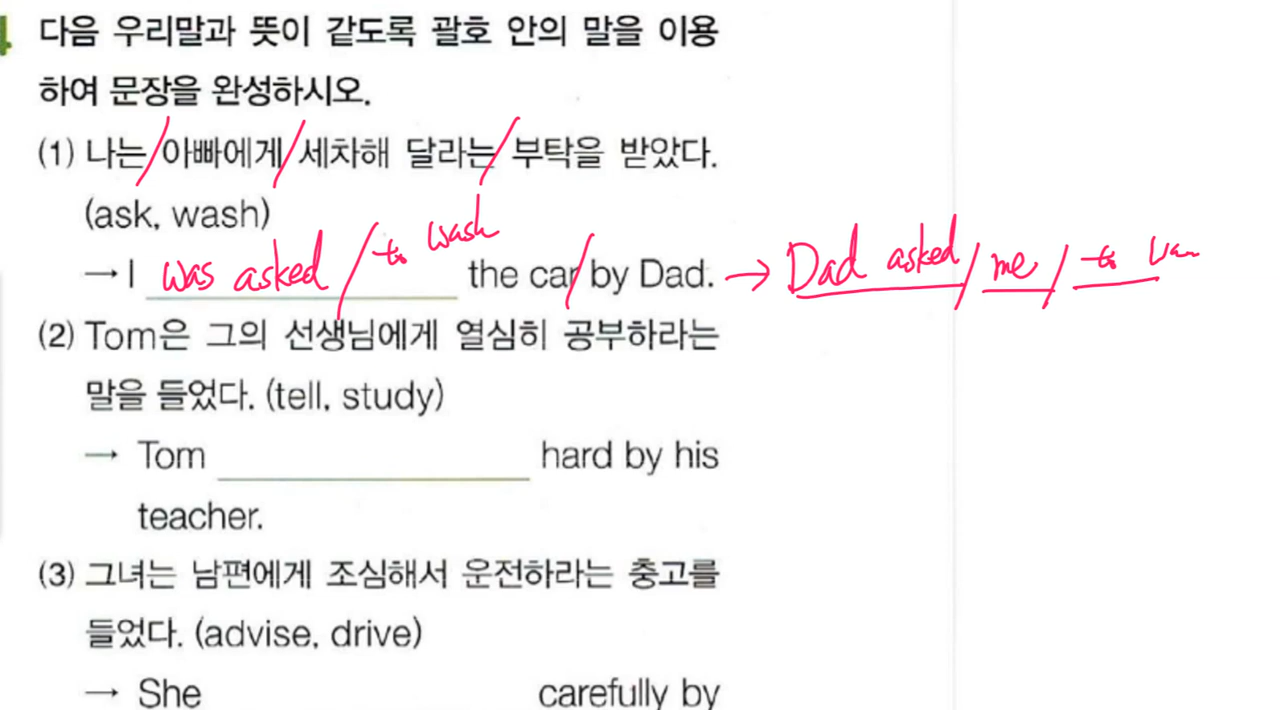 다음 우리말과 뜻이 같도록 괄호 안의 말을 이용
하여 문장을 완성하시오.
(1) 나는/아빠에게/세차해 달라는/부탁을 받았다.
(ask, wash)
→ I was asked / to wash the car/by Dad. → Dad asked/me/to
(2) Tom은 그의 선생님에게 열심히 공부하라는
말을 들었다. (tell, study)
→ Tom hard by his
teacher.
(3) 그녀는 남편에게 조심해서 운전하라는 충고를
들었다. (advise, drive)
→ She carefully by